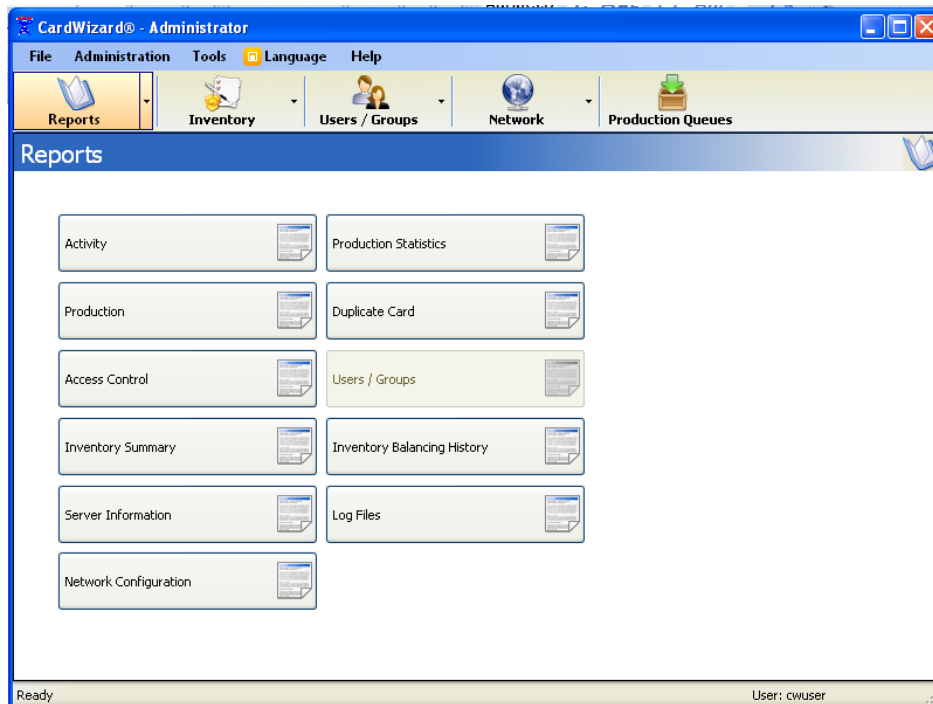 CardWizard® - Administrator
File Administration Tools Language Help
Reports Inventory Users / Groups Network Production Queues
Reports
Activity Production Statistics
Production Duplicate Card
Access Control Users / Groups
Inventory Summary Inventory Balancing History
Server Information Log Files
Network Configuration
Ready User: cwuser